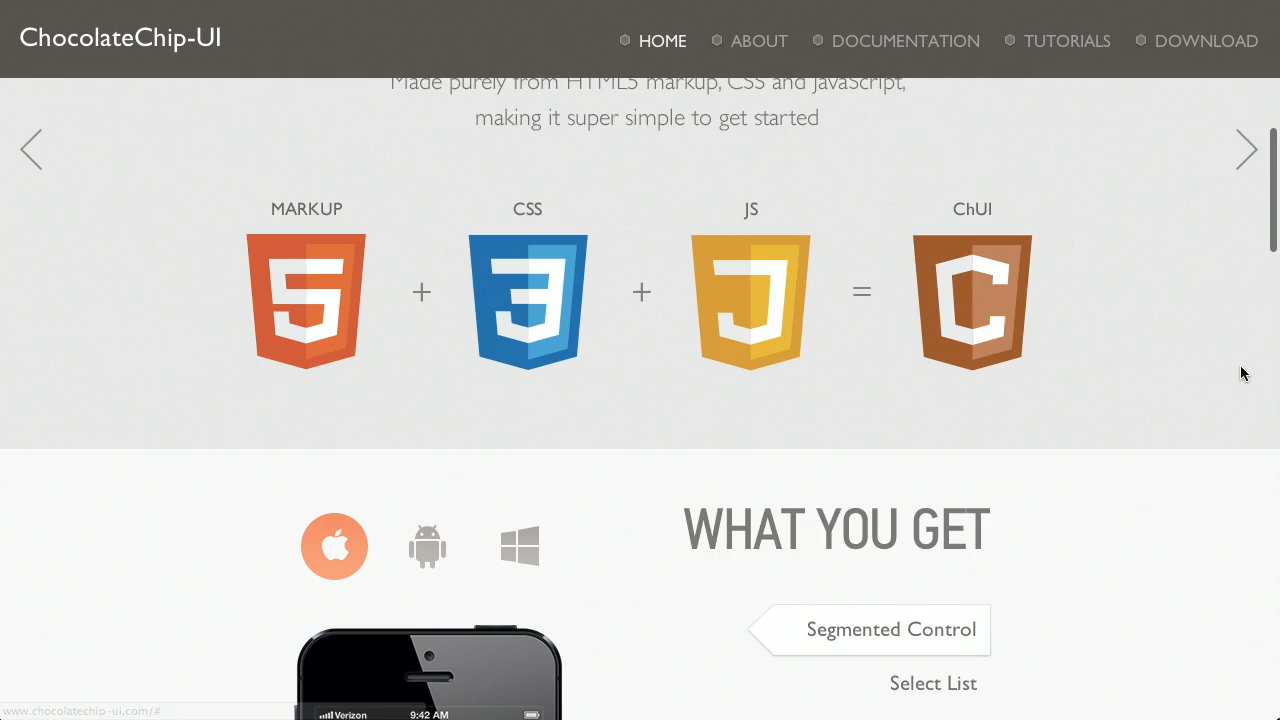 ChocolateChip-UI
HOME ABOUT DOCUMENTATION TUTORIALS DOWNLOAD
Made purely from HTML5 markup, CSS and JavaScript,
making it super simple to get started
MARKUP CSS JS ChUI
5 + 3 + J = C
WHAT YOU GET
Segmented Control
Select List
Verizon 9:42 AM
www.chocolatechip-ui.com/#